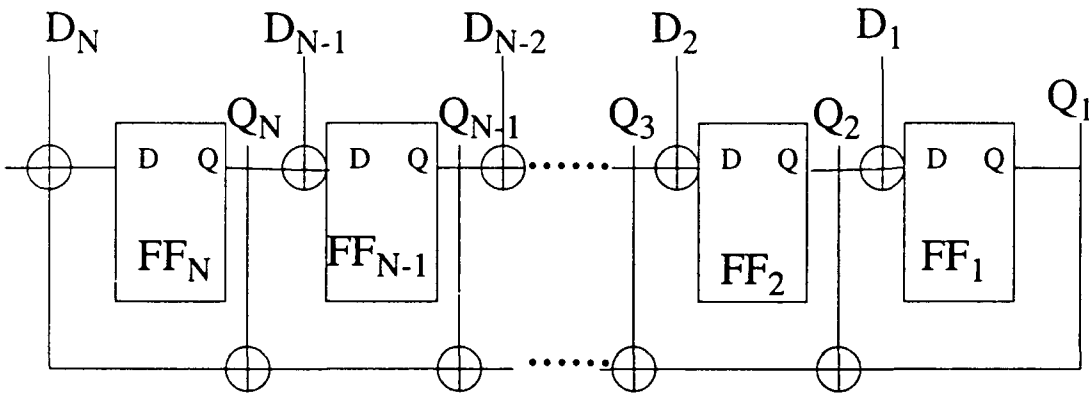 D_N D_{N-1} D_{N-2} D_2 D_1
Q_N Q_{N-1} Q_3 Q_2 Q_1
D Q D Q D Q D Q
FF_N FF_{N-1} FF_2 FF_1